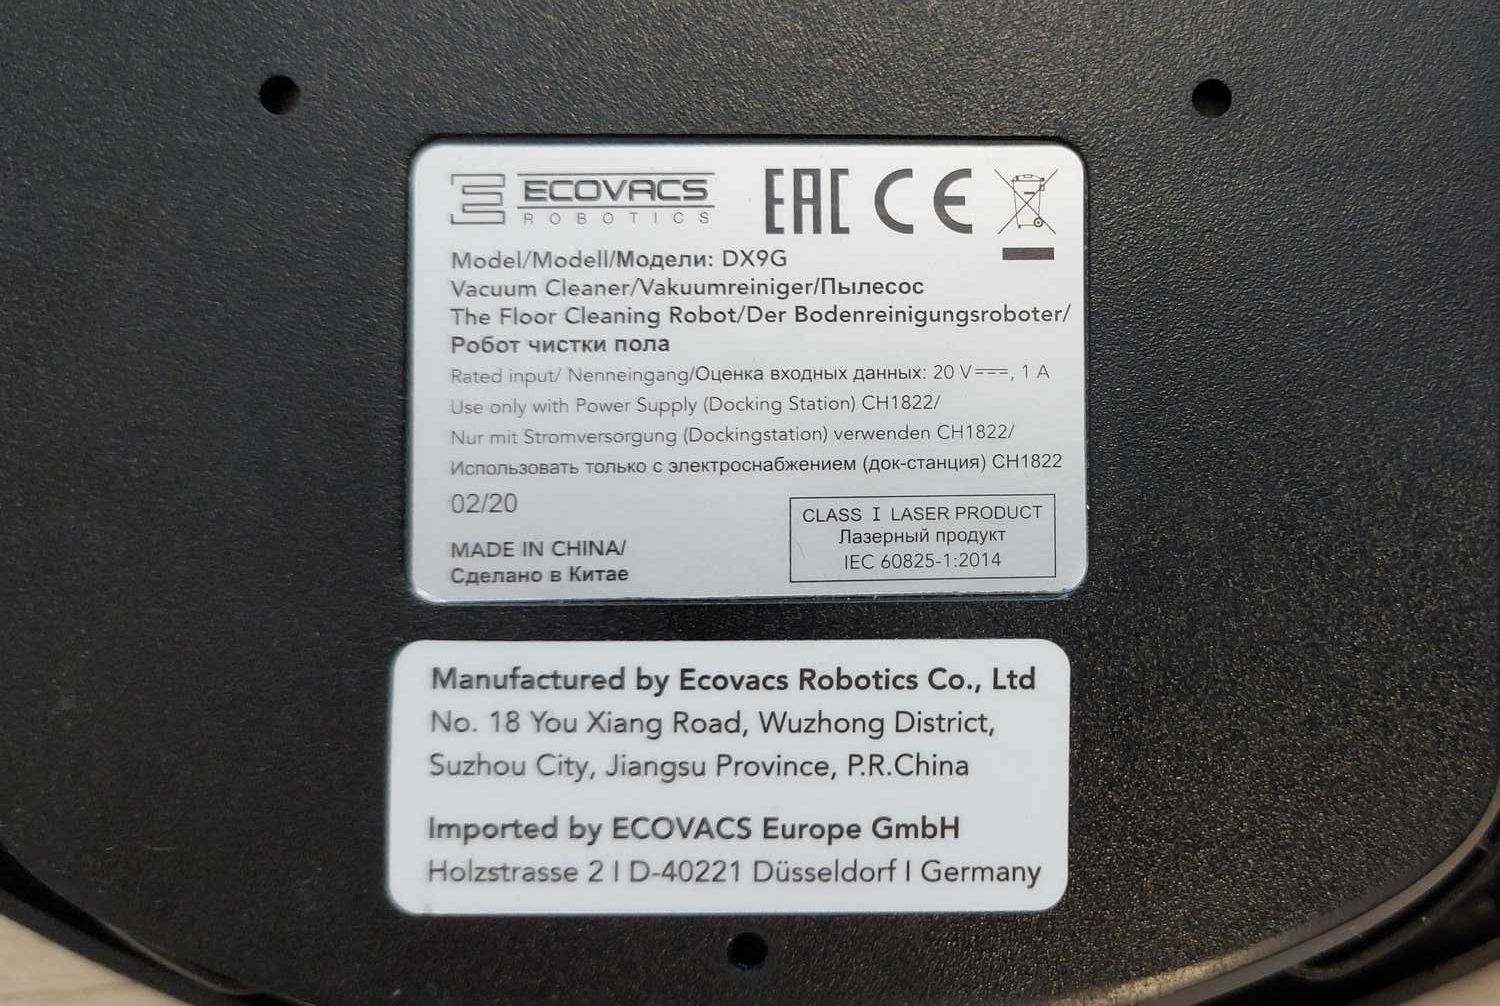 ECOVACS
ROBOTICS
EAC CE
Model/Modell/Модели: DX9G
Vacuum Cleaner/Vakuumreiniger/Пылесос
The Floor Cleaning Robot/Der Bodenreinigungsroboter/
Робот чистки пола
Rated input/ Nenneingang/Оценка входных данных: 20 V⎓, 1 A
Use only with Power Supply (Docking Station) CH1822/
Nur mit Stromversorgung (Dockingstation) verwenden CH1822/
Использовать только с электроснабжением (док-станция) CH1822
02/20
MADE IN CHINA/
Сделано в Китае
CLASS I LASER PRODUCT
Лазерный продукт
IEC 60825-1:2014
Manufactured by Ecovacs Robotics Co., Ltd
No. 18 You Xiang Road, Wuzhong District,
Suzhou City, Jiangsu Province, P.R.China
Imported by ECOVACS Europe GmbH
Holzstrasse 2 I D-40221 Düsseldorf I Germany